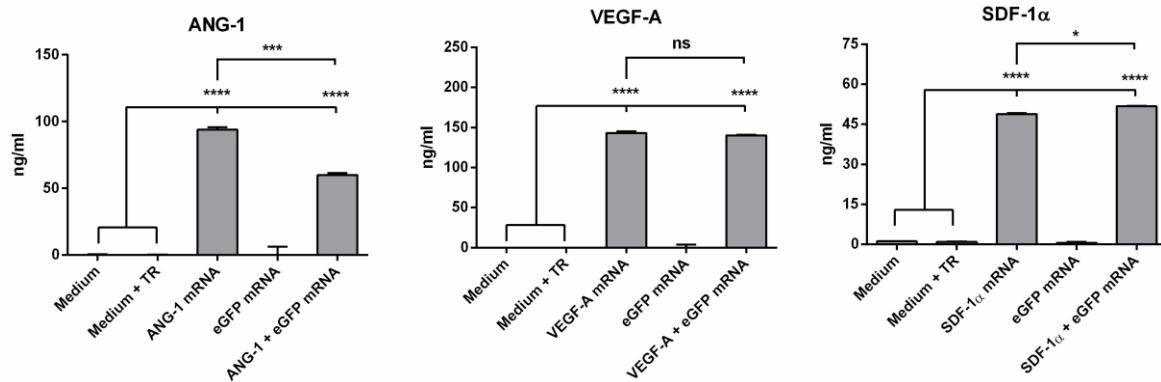 ANG-1
ng/ml
150
100
50
0
***
****
****
Medium
Medium + TR
ANG-1 mRNA
eGFP mRNA
ANG-1 + eGFP mRNA
VEGF-A
ng/ml
250
200
150
100
50
0
ns
****
****
Medium
Medium + TR
VEGF-A mRNA
eGFP mRNA
VEGF-A + eGFP mRNA
SDF-1α
ng/ml
75
60
45
30
15
0
*
****
****
Medium
Medium + TR
SDF-1α mRNA
eGFP mRNA
SDF-1α + eGFP mRNA